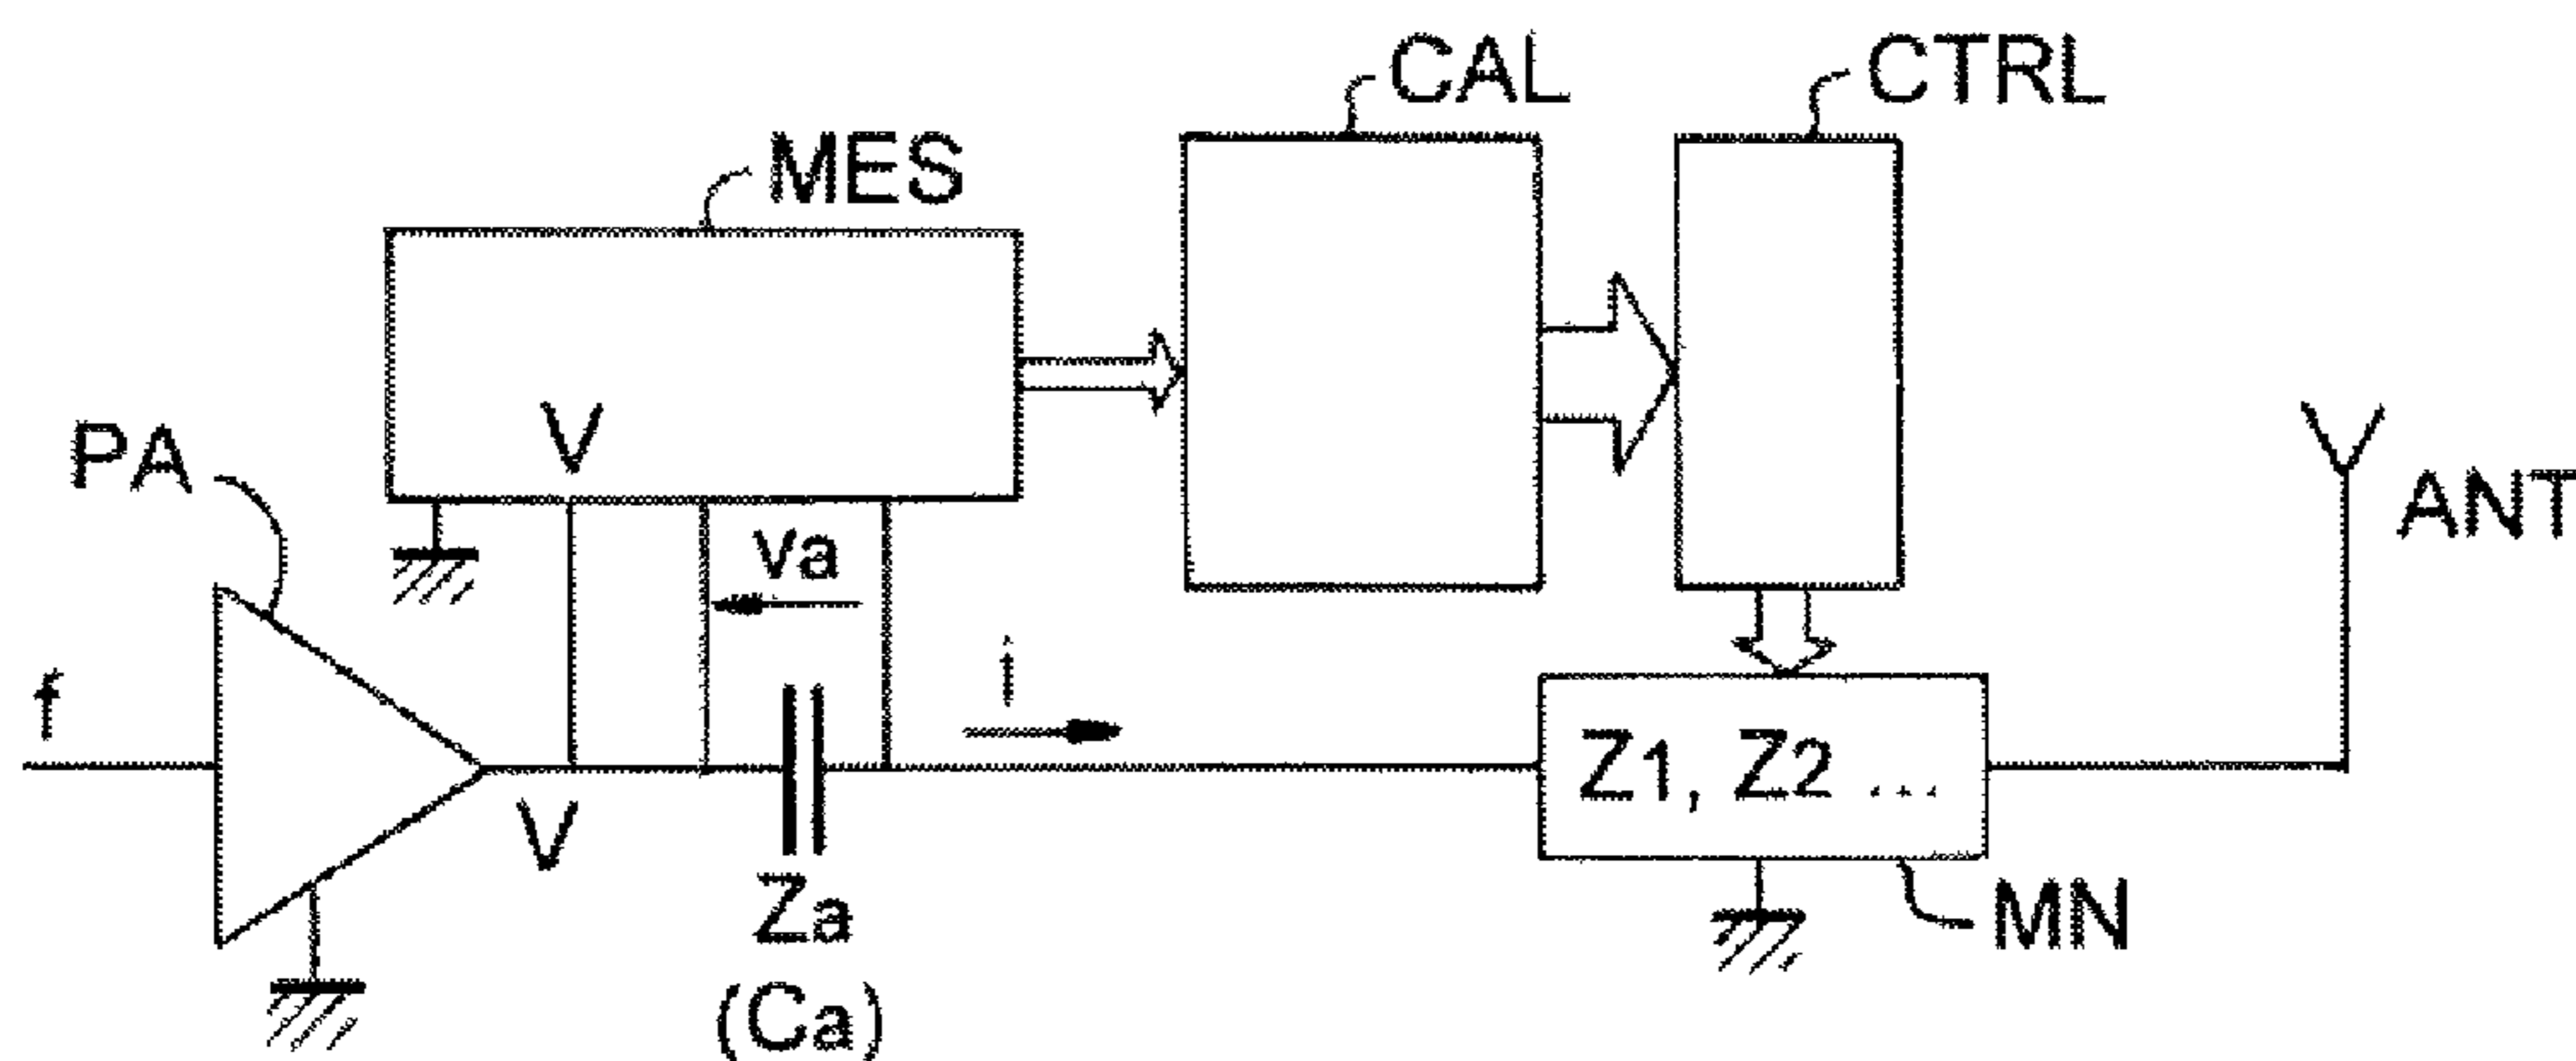 CAL
CTRL
MES
PA
V
va
ANT
i
f
Z1, Z2 ...
V
Za
(Ca)
MN